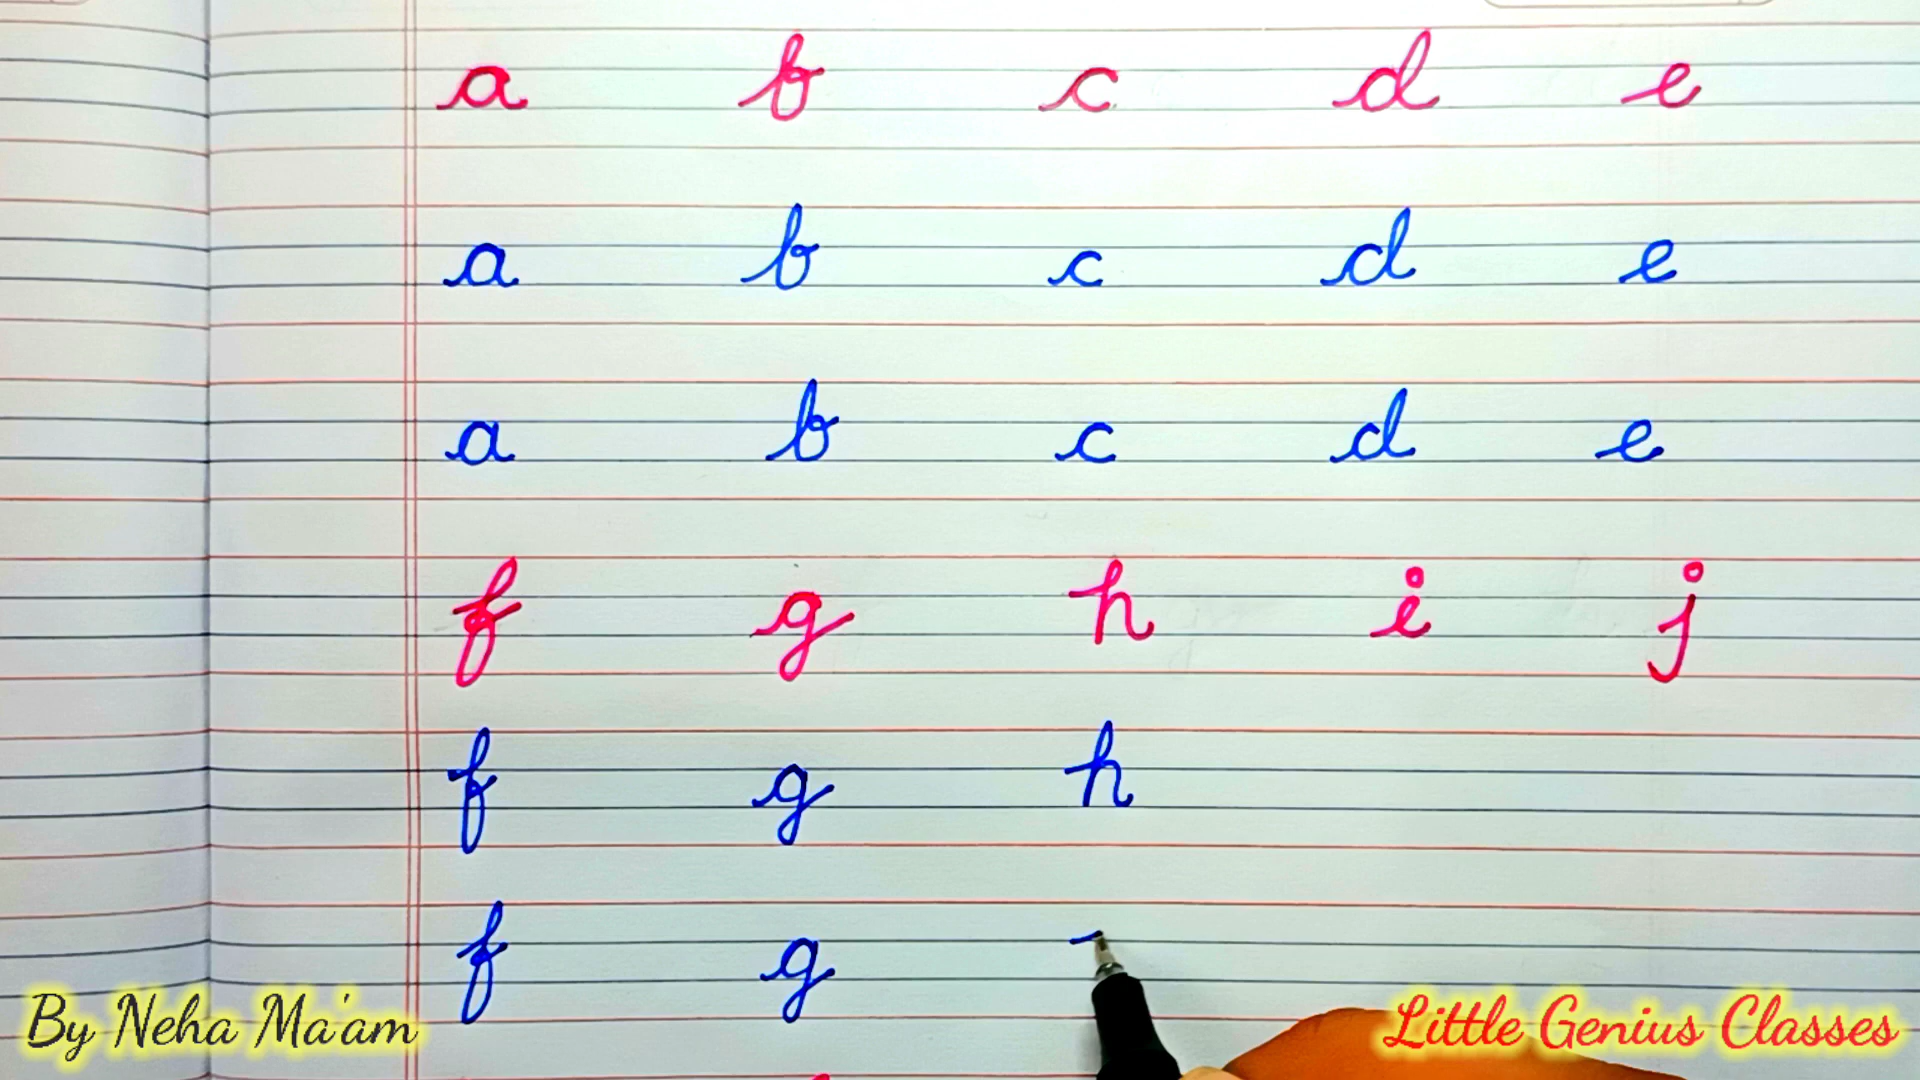 a b c d e
a b c d e
a b c d e
f g h i j
f g h
f g
By Neha Ma'am
Little Genius Classes